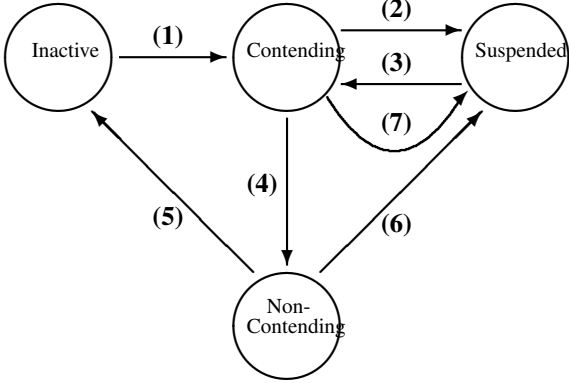 (2)
(1)
Inactive
Contending
Suspended
(3)
(7)
(4)
(5)
(6)
Non-
Contending